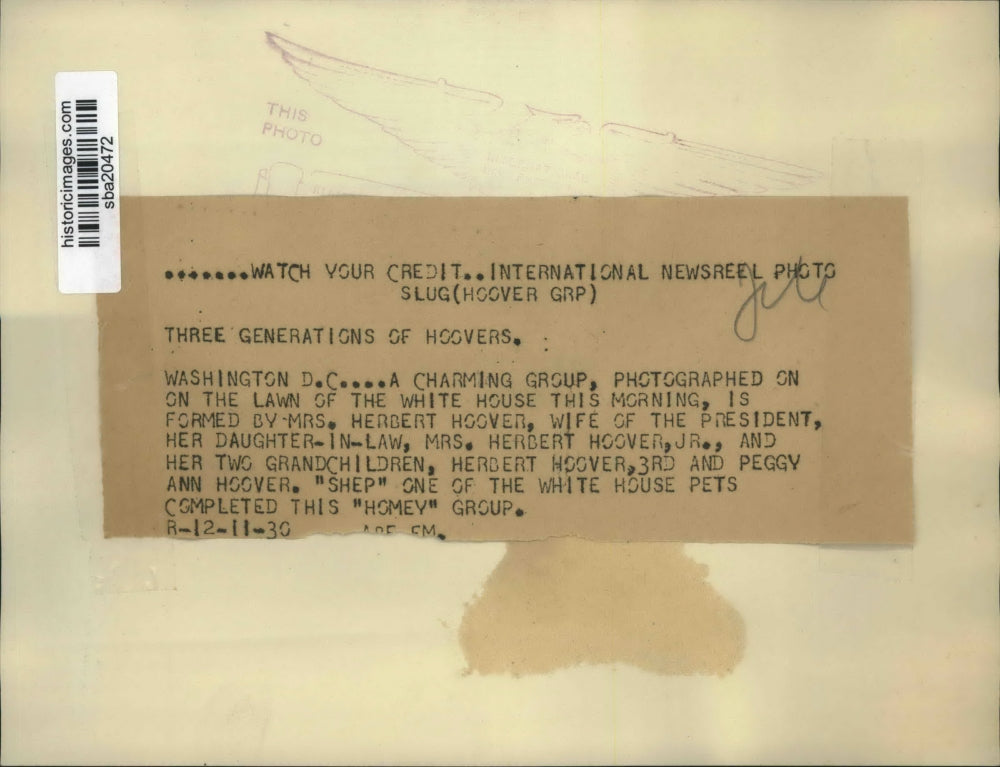 historicimages.com
sba20472
THIS
PHOTO
.......WATCH YOUR CREDIT..INTERNATIONAL NEWSREEL PHOTO
SLUG(HOOVER GRP)
THREE GENERATIONS OF HOOVERS.
WASHINGTON D.C....A CHARMING GROUP, PHOTOGRAPHED ON
ON THE LAWN OF THE WHITE HOUSE THIS MORNING, IS
FORMED BY MRS. HERBERT HOOVER, WIFE OF THE PRESIDENT,
HER DAUGHTER-IN-LAW, MRS. HERBERT HOOVER,JR., AND
HER TWO GRANDCHILDREN, HERBERT HOOVER,3RD AND PEGGY
ANN HOOVER. "SHEP" ONE OF THE WHITE HOUSE PETS
COMPLETED THIS "HOMEY" GROUP.
R-12-11-30